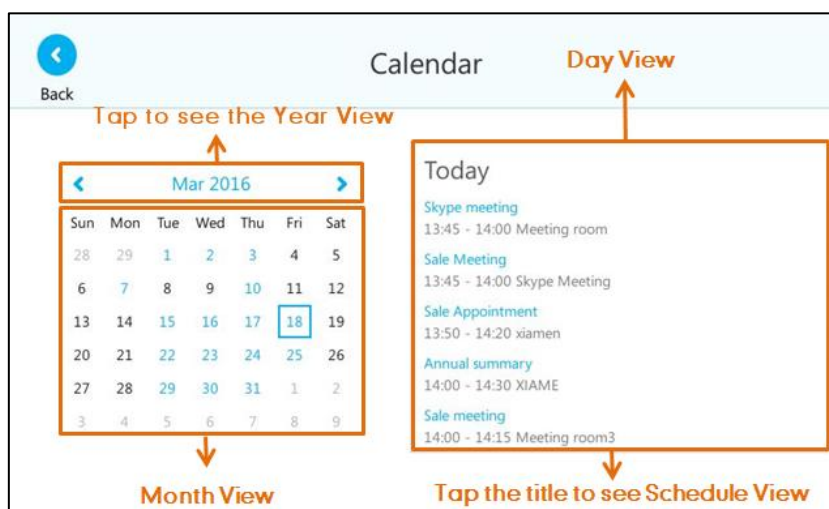 Calendar
Day View
Back
Tap to see the Year View
Mar 2016
Sun Mon Tue Wed Thu Fri Sat
28 29 1 2 3 4 5
6 7 8 9 10 11 12
13 14 15 16 17 18 19
20 21 22 23 24 25 26
27 28 29 30 31 1 2
3 4 5 6 7 8 9
Month View
Today
Skype meeting
13:45 - 14:00 Meeting room
Sale Meeting
13:45 - 14:00 Skype Meeting
Sale Appointment
13:50 - 14:20 xiamen
Annual summary
14:00 - 14:30 XIAME
Sale meeting
14:00 - 14:15 Meeting room3
Tap the title to see Schedule View